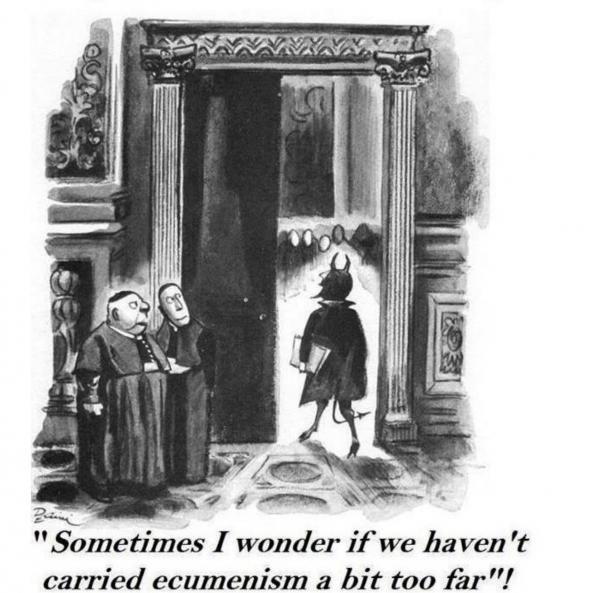 " Sometimes I wonder if we haven't
carried ecumenism a bit too far"!